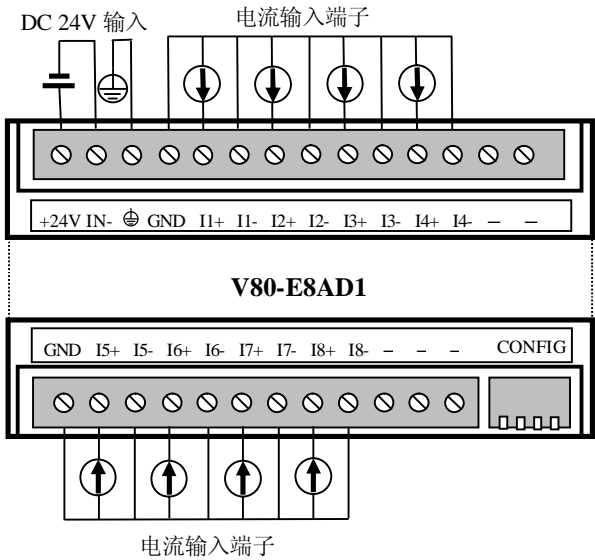 DC 24V 输入
电流输入端子
+24V IN- GND I1+ I1- I2+ I2- I3+ I3- I4+ I4- – –
V80-E8AD1
GND I5+ I5- I6+ I6- I7+ I7- I8+ I8- – – – CONFIG
电流输入端子